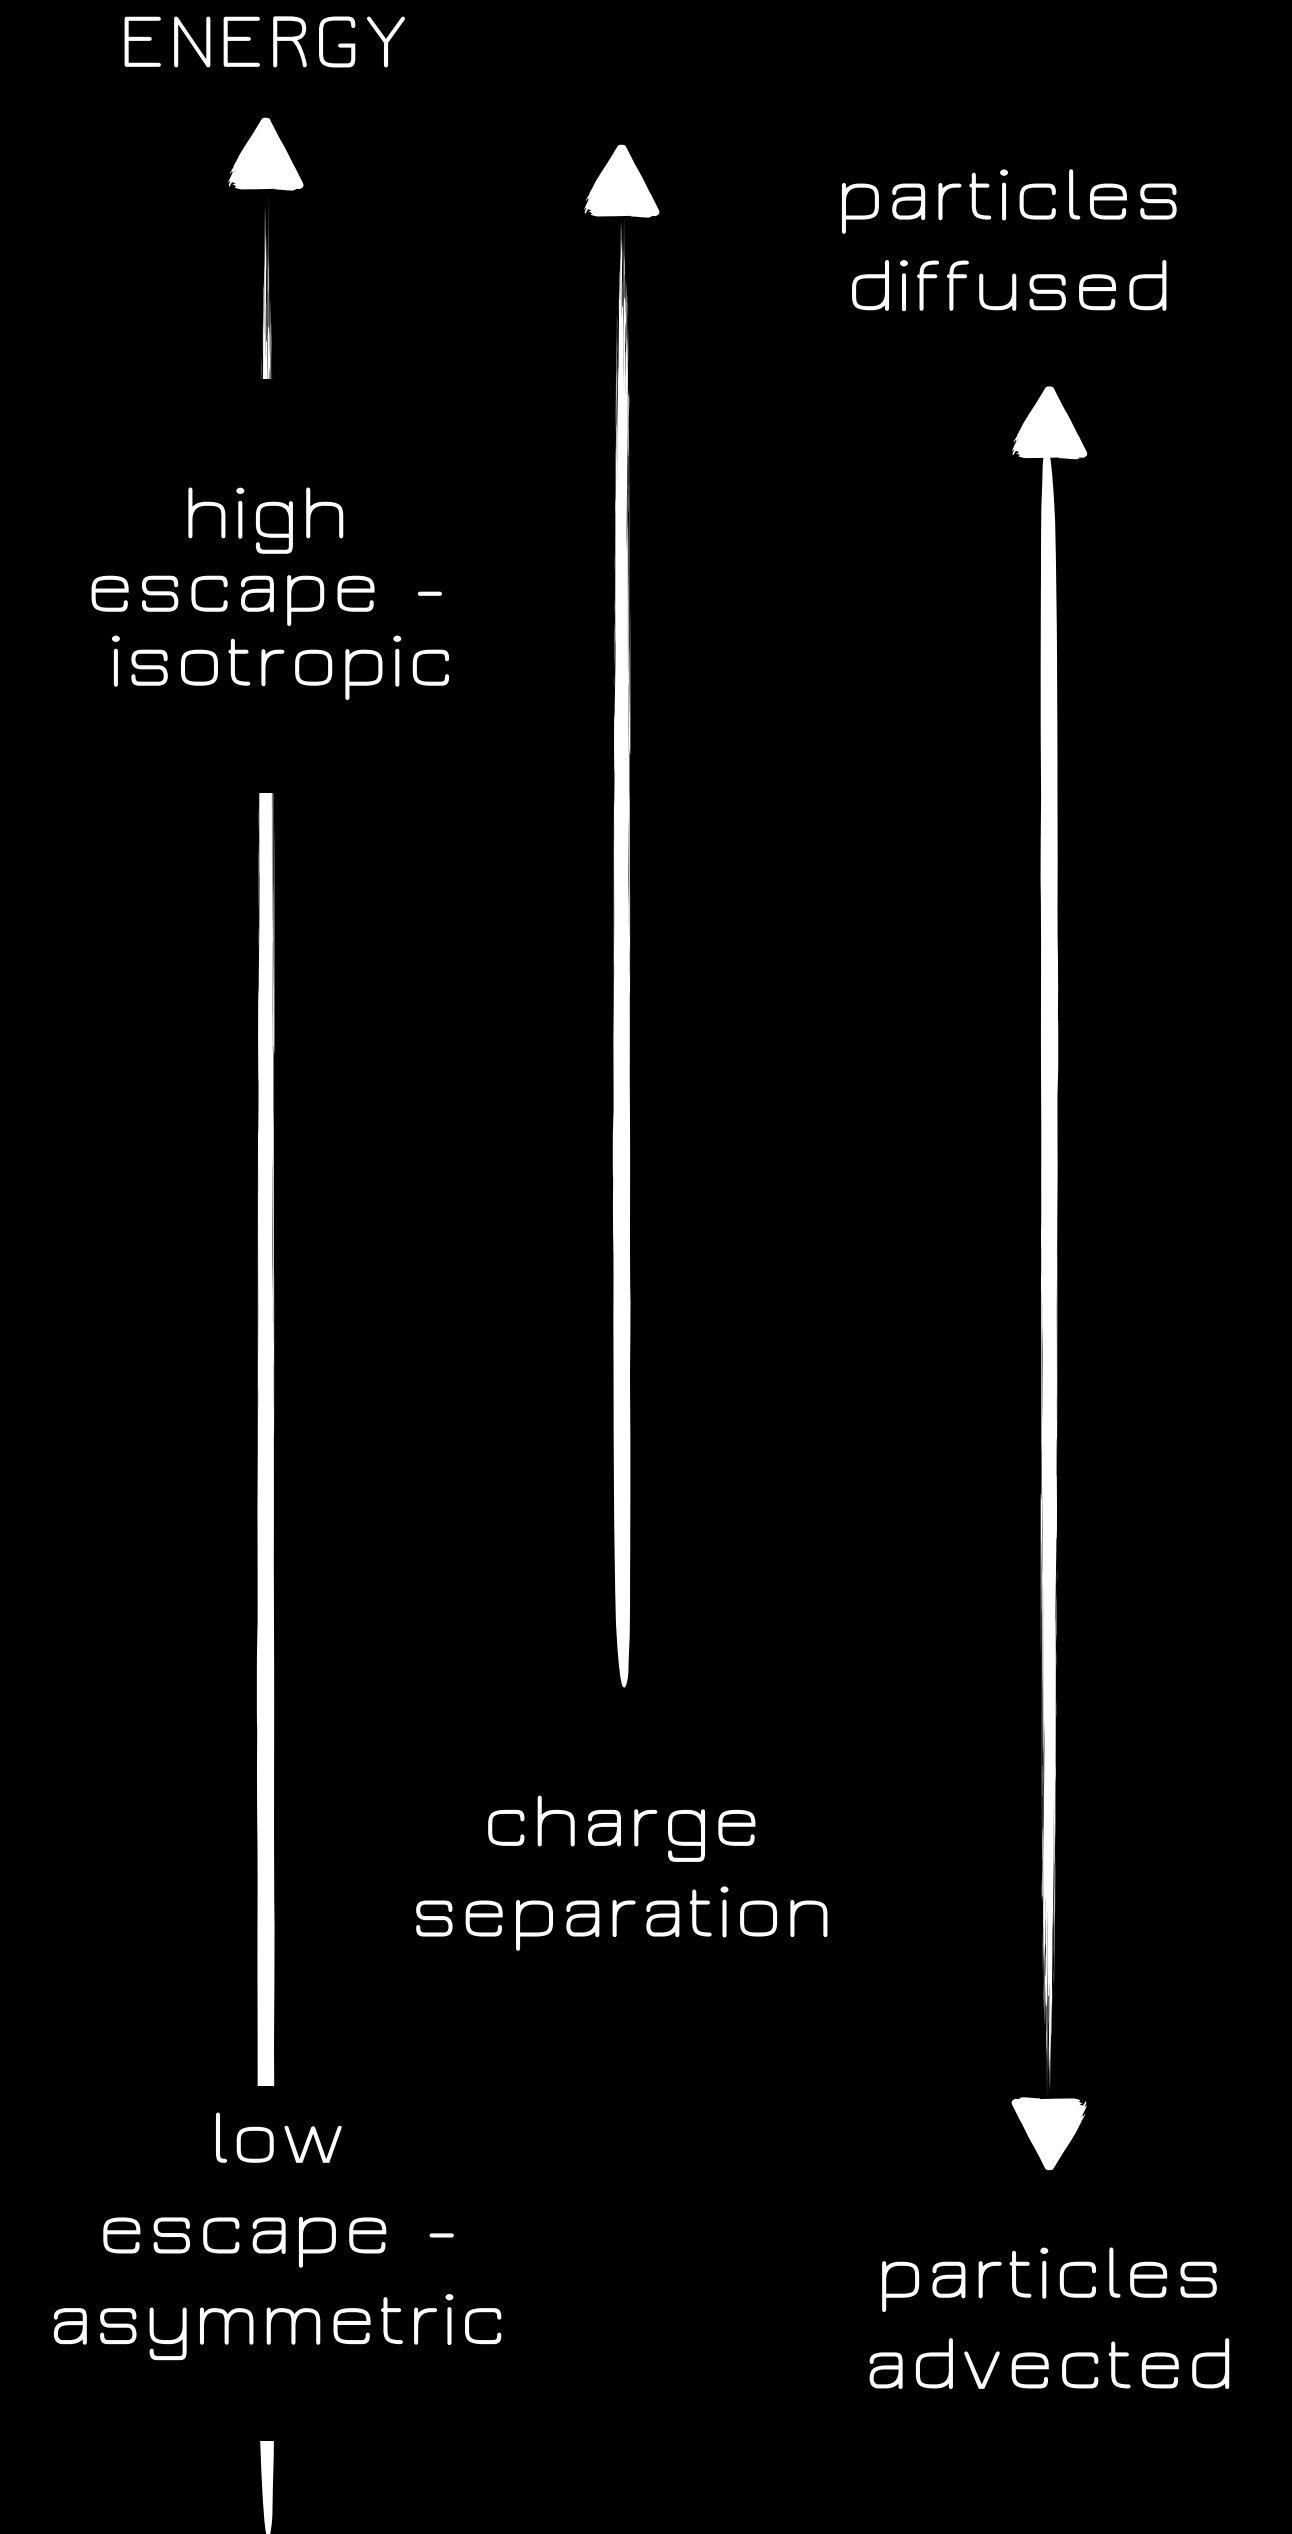 ENERGY
particles
diffused
high
escape -
isotropic
charge
separation
low
escape -
asymmetric
particles
advected